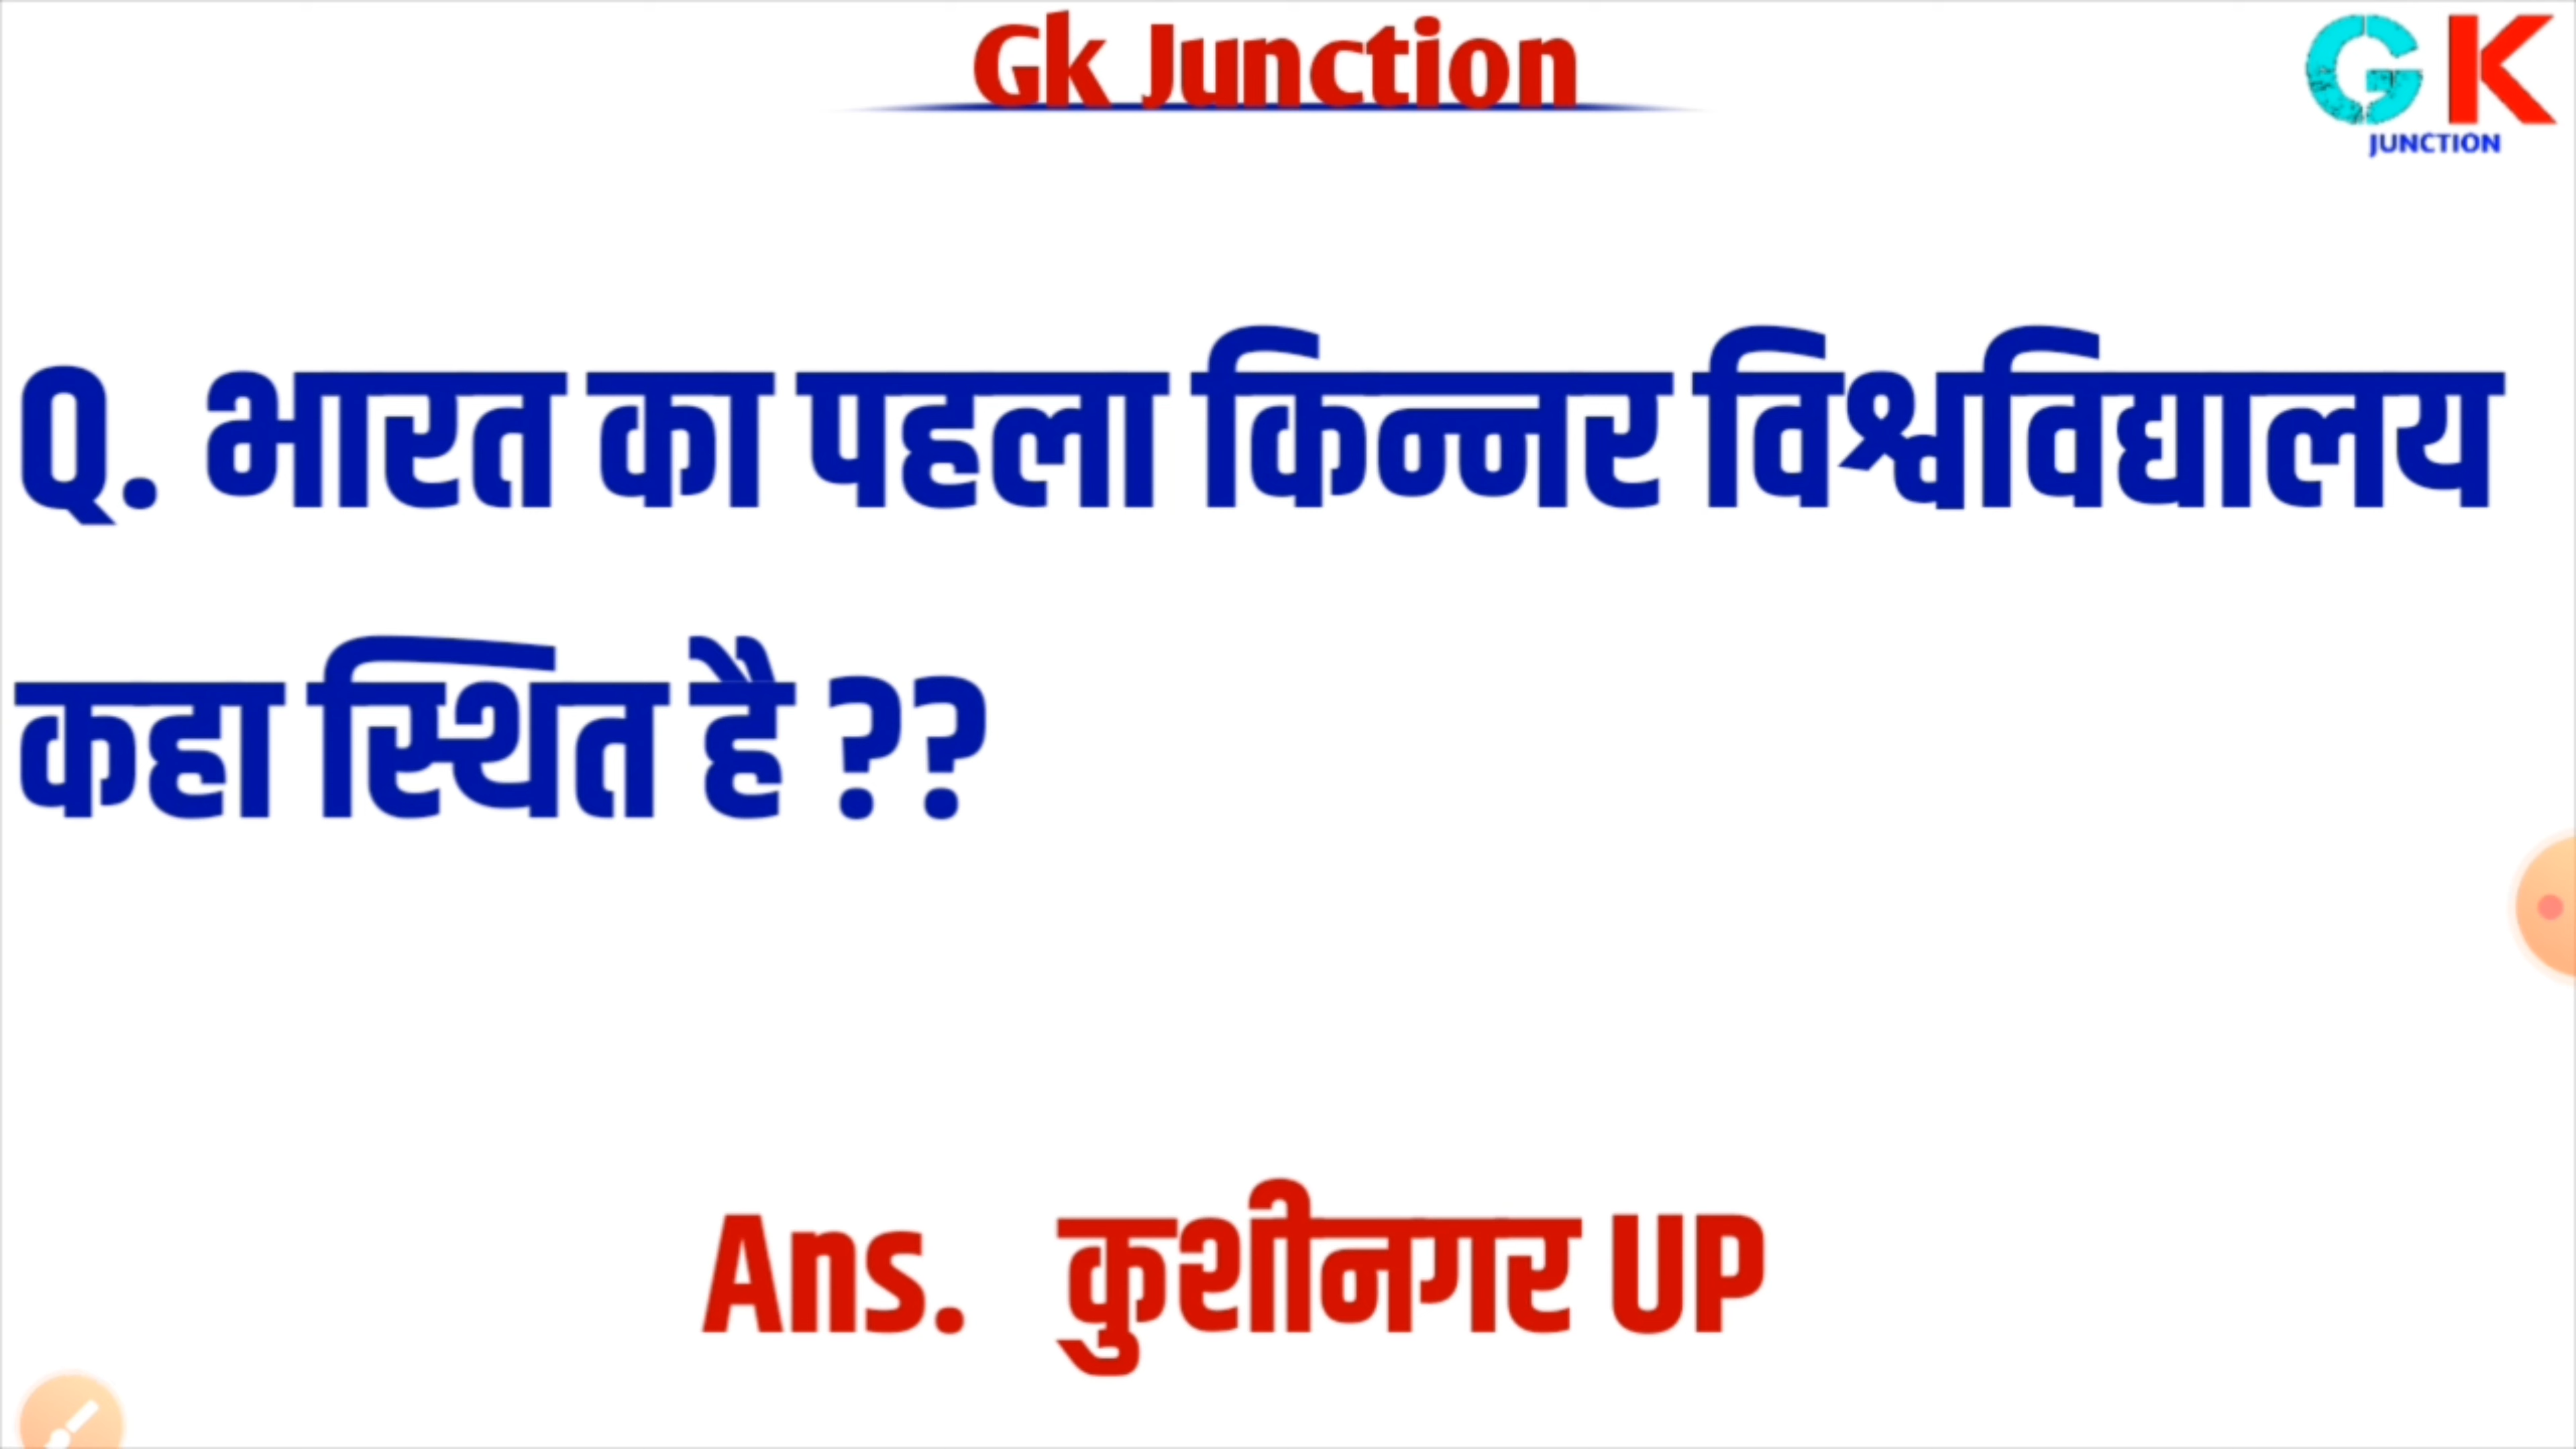 Gk Junction
GK
JUNCTION
Q. भारत का पहला किन्नर विश्वविद्यालय
कहा स्थित है ??
Ans. कुशीनगर UP